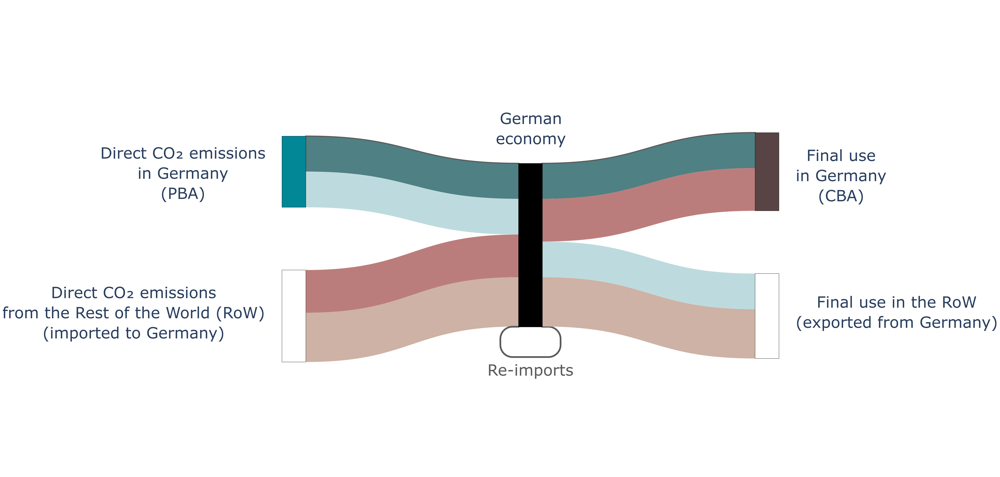 German
economy
Direct CO₂ emissions
in Germany
(PBA)
Final use
in Germany
(CBA)
Direct CO₂ emissions
from the Rest of the World (RoW)
(imported to Germany)
Final use in the RoW
(exported from Germany)
Re-imports